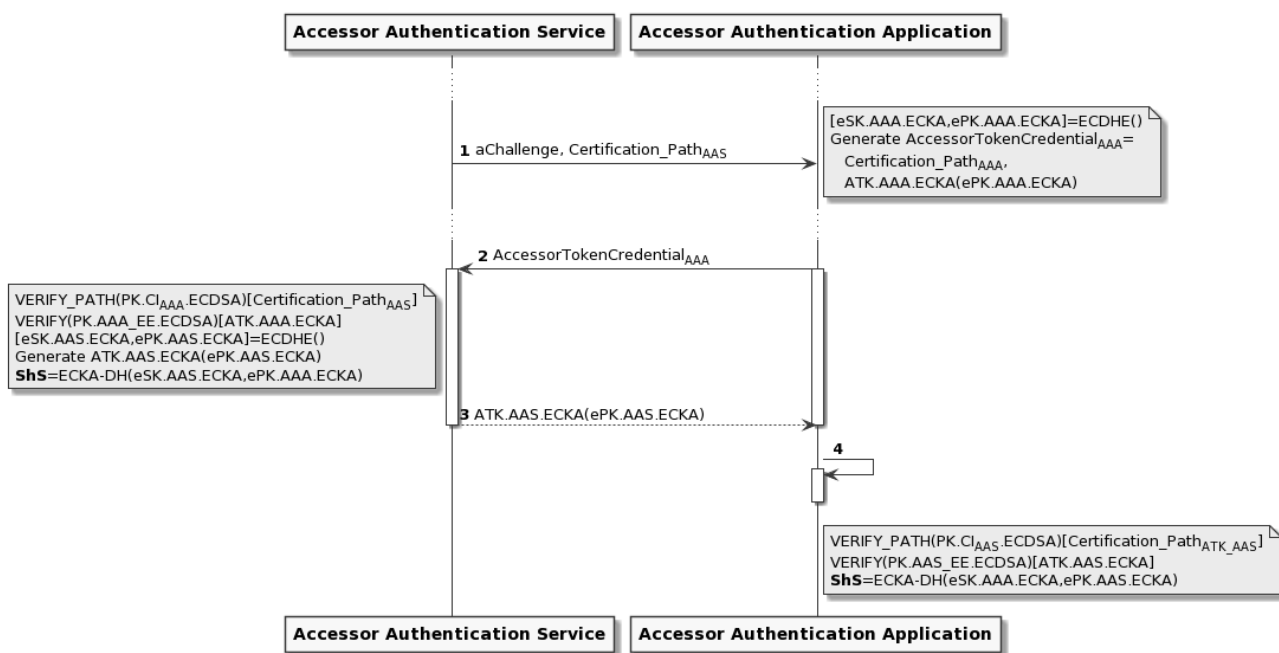 Accessor Authentication Service
Accessor Authentication Application
[eSK.AAA.ECKA,ePK.AAA.ECKA]=ECDHE()
Generate AccessorTokenCredentialAAA=
Certification_PathAAA,
ATK.AAA.ECKA(ePK.AAA.ECKA)
1 aChallenge, Certification_PathAAS
2 AccessorTokenCredentialAAA
VERIFY_PATH(PK.CIAAA.ECDSA)[Certification_PathAAS]
VERIFY(PK.AAA_EE.ECDSA)[ATK.AAA.ECKA]
[eSK.AAS.ECKA,ePK.AAS.ECKA]=ECDHE()
Generate ATK.AAS.ECKA(ePK.AAS.ECKA)
ShS=ECKA-DH(eSK.AAS.ECKA,ePK.AAA.ECKA)
3 ATK.AAS.ECKA(ePK.AAS.ECKA)
4
VERIFY_PATH(PK.CIAAS.ECDSA)[Certification_PathATK_AAS]
VERIFY(PK.AAS_EE.ECDSA)[ATK.AAS.ECKA]
ShS=ECKA-DH(eSK.AAA.ECKA,ePK.AAS.ECKA)
Accessor Authentication Service
Accessor Authentication Application